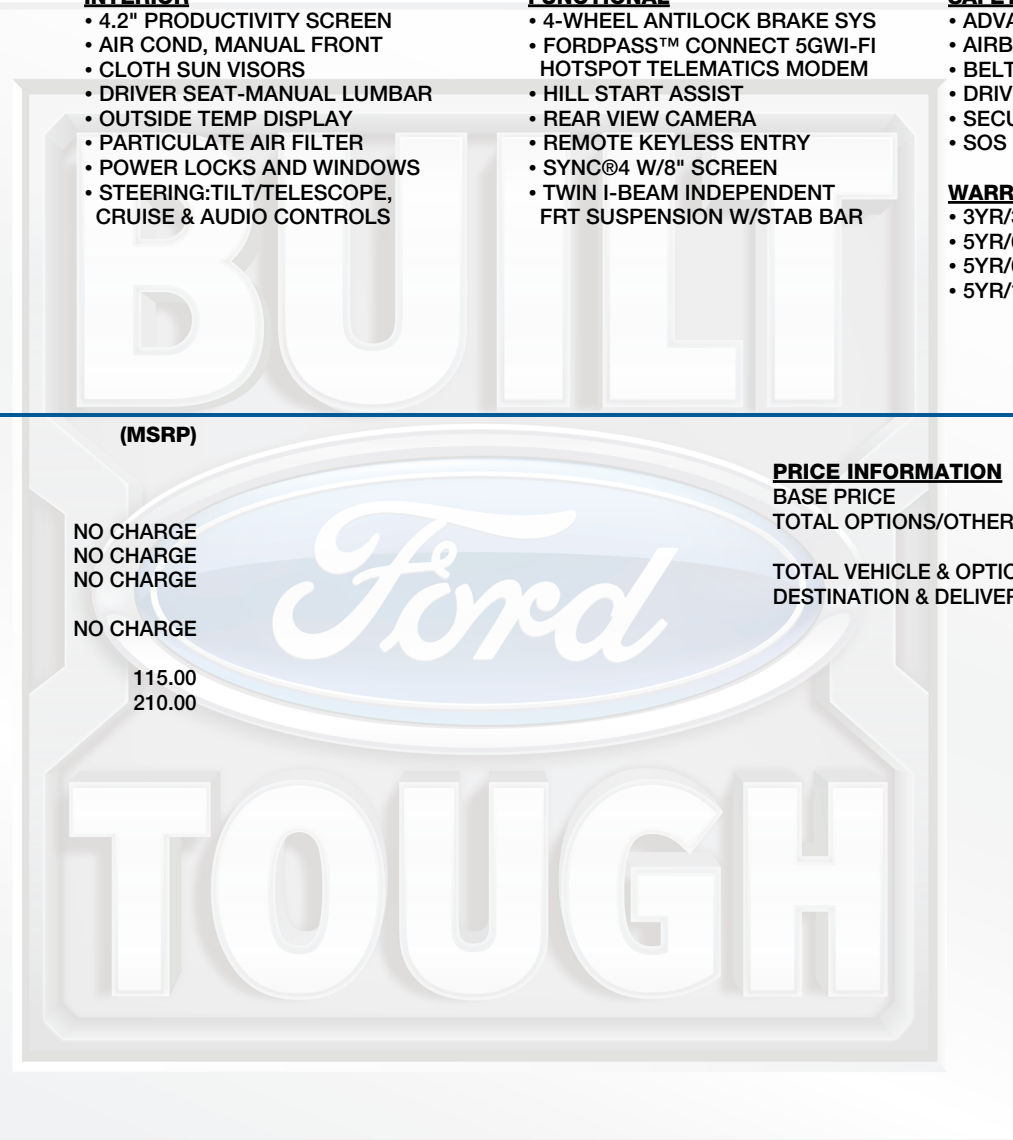 INTERIOR
• 4.2" PRODUCTIVITY SCREEN
• AIR COND, MANUAL FRONT
• CLOTH SUN VISORS
• DRIVER SEAT-MANUAL LUMBAR
• OUTSIDE TEMP DISPLAY
• PARTICULATE AIR FILTER
• POWER LOCKS AND WINDOWS
• STEERING:TILT/TELESCOPE,
CRUISE & AUDIO CONTROLS
FUNCTIONAL
• 4-WHEEL ANTILOCK BRAKE SYS
• FORDPASS™ CONNECT 5GWI-FI
HOTSPOT TELEMATICS MODEM
• HILL START ASSIST
• REAR VIEW CAMERA
• REMOTE KEYLESS ENTRY
• SYNC®4 W/8" SCREEN
• TWIN I-BEAM INDEPENDENT
FRT SUSPENSION W/STAB BAR
• SOS
(MSRP)
NO CHARGE
NO CHARGE
NO CHARGE
NO CHARGE
115.00
210.00
PRICE INFORMATION
BASE PRICE
TOTAL OPTIONS/OTHER
TOTAL VEHICLE &
DESTINATION &
BUILT
Ford
TOUGH